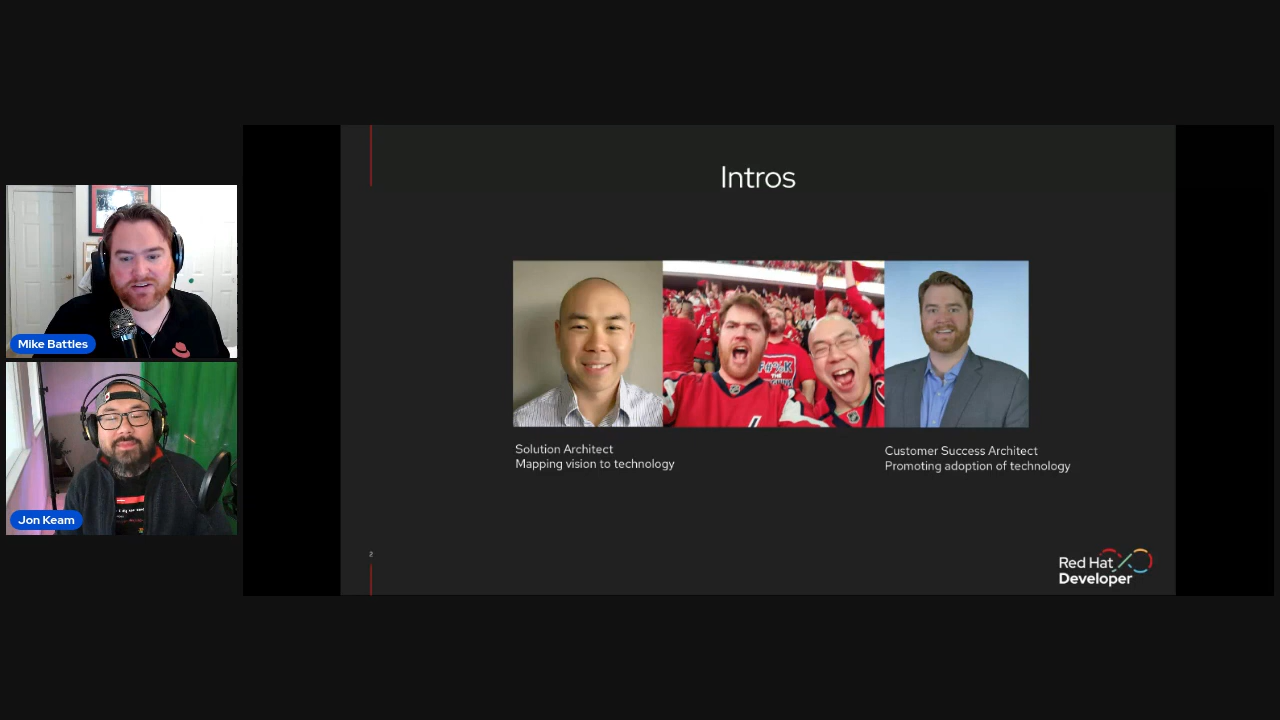 Mike Battles
Jon Keam
Intros
Solution Architect
Mapping vision to technology
Customer Success Architect
Promoting adoption of technology
2
Red Hat
Developer